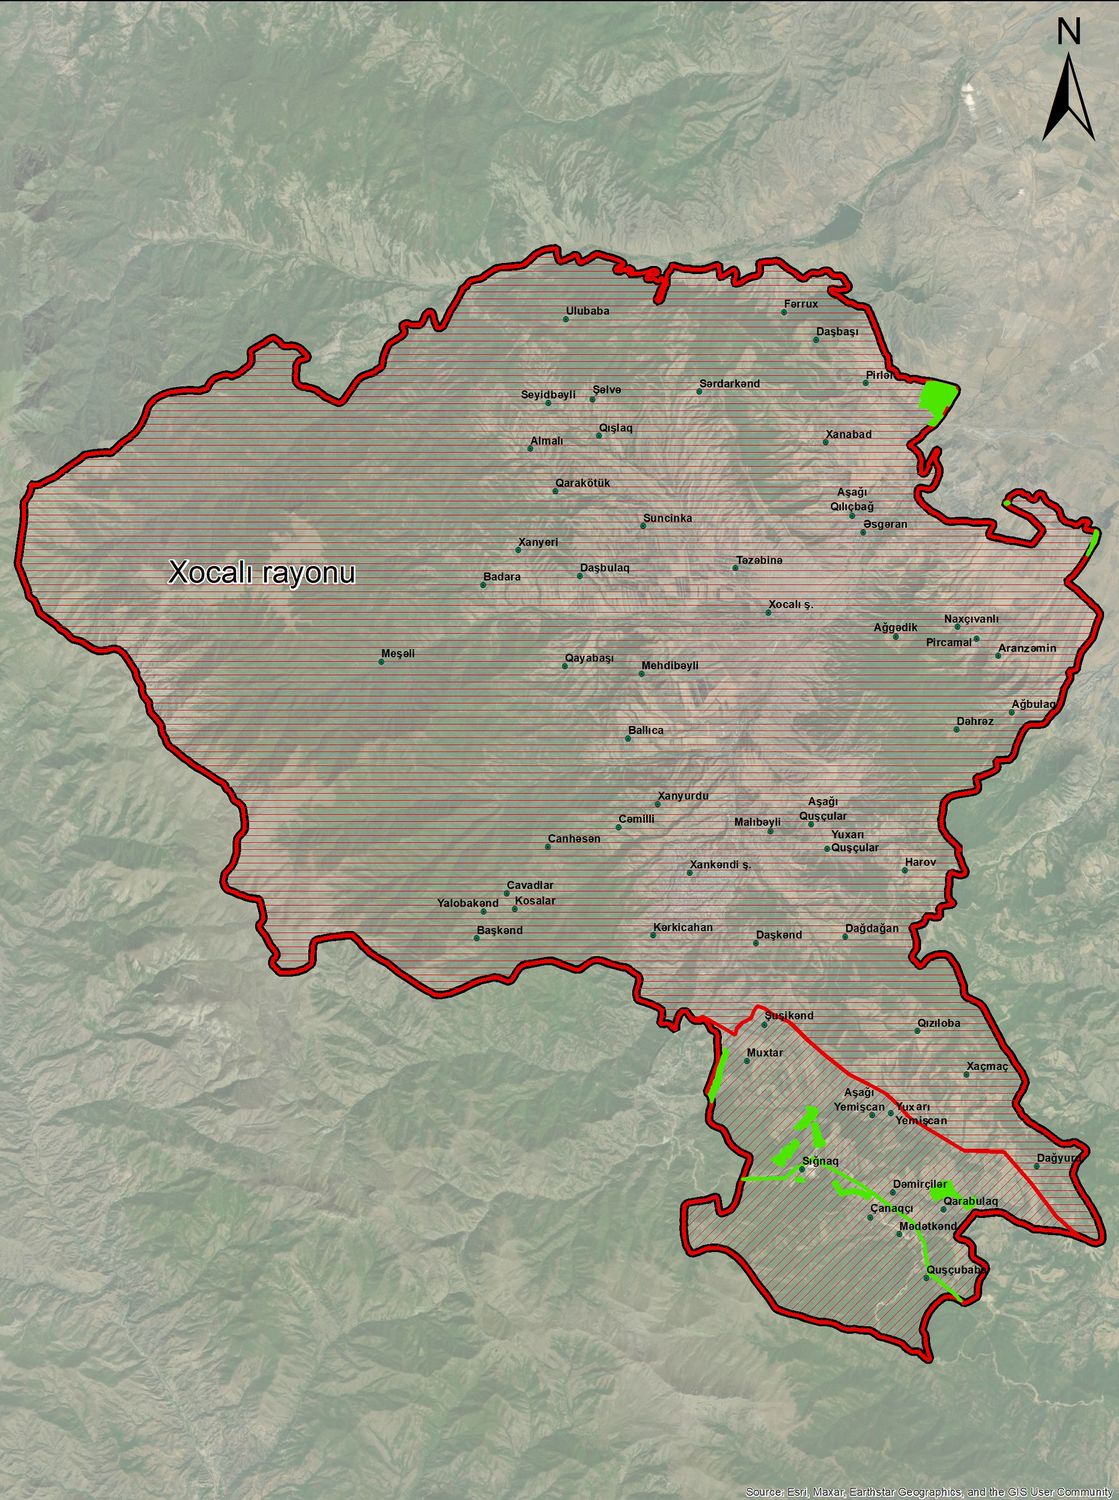 N
Ulubaba
Fərrux
Daşbaşı
Pirlər
Seyidbəyli
Şəlvə
Sərdarkənd
Qışlaq
Almalı
Xanabad
Qarakötük
Aşağı
Qılıçbağ
Suncinka
Əsgəran
Xanyeri
Badara
Daşbulaq
Təzəbinə
Xocalı rayonu
Xocalı ş.
Ağgədik
Naxçıvanlı
Pircamal
Aranzəmin
Meşəli
Qayabaşı
Mehdibəyli
Ağbulaq
Dəhrəz
Ballıca
Xanyurdu
Cəmilli
Malıbəyli
Aşağı
Quşçular
Yuxarı
Quşçular
Canhəsən
Xankəndi ş.
Harov
Cavadlar
Yalobakənd
Kosalar
Başkənd
Kərkicahan
Daşkənd
Dağdağan
Şuşikənd
Qızıloba
Muxtar
Xaçmaç
Aşağı
Yemişcan
Yuxarı
Yemişcan
Sığnaq
Dağyurd
Dəmirçilər
Qarabulaq
Çanaqçı
Mədətkənd
Quşçubaba
Source: Esri, Maxar, Earthstar Geographics, and the GIS User Community